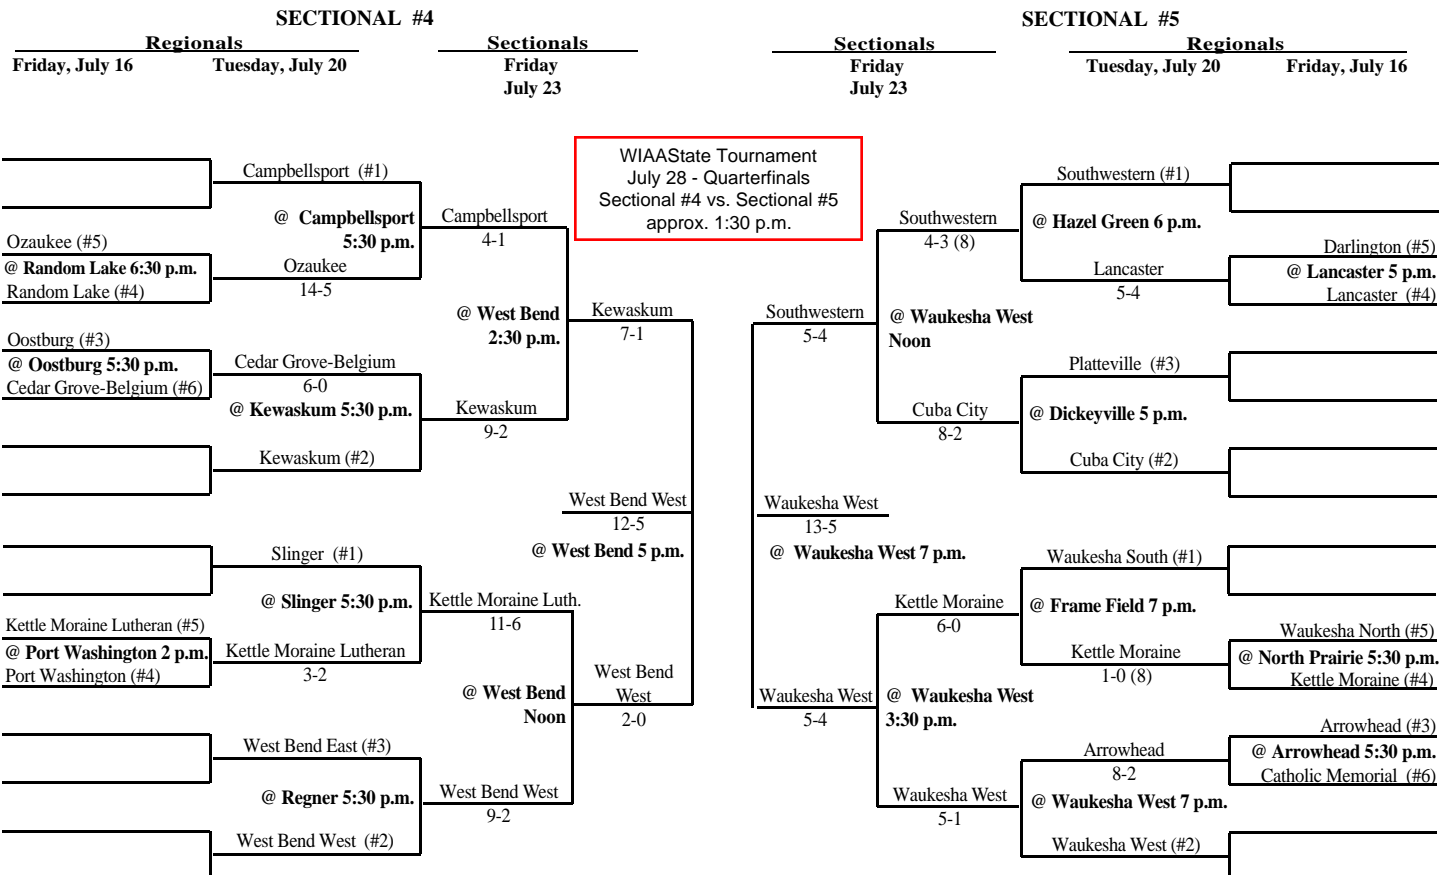 SECTIONAL #4
Regionals
Sectionals
Friday, July 16
Tuesday, July 20
Friday
July 23
Campbellsport (#1)
@ Campbellsport
5:30 p.m.
Campbellsport
4-1
Ozaukee (#5)
@ Random Lake 6:30 p.m.
Random Lake (#4)
Ozaukee
14-5
@ West Bend
2:30 p.m.
Kewaskum
7-1
Oostburg (#3)
@ Oostburg 5:30 p.m.
Cedar Grove-Belgium (#6)
Cedar Grove-Belgium
6-0
@ Kewaskum 5:30 p.m.
Kewaskum
9-2
Kewaskum (#2)
West Bend West
12-5
@ West Bend 5 p.m.
Slinger (#1)
@ Slinger 5:30 p.m.
Kettle Moraine Luth.
11-6
Kettle Moraine Lutheran (#5)
@ Port Washington 2 p.m.
Port Washington (#4)
Kettle Moraine Lutheran
3-2
@ West Bend
Noon
West Bend
West
2-0
West Bend East (#3)
@ Regner 5:30 p.m.
West Bend West
9-2
West Bend West (#2)
WIAAState Tournament
July 28 - Quarterfinals
Sectional #4 vs. Sectional #5
approx. 1:30 p.m.
SECTIONAL #5
Sectionals
Regionals
Friday
July 23
Tuesday, July 20
Friday, July 16
Southwestern (#1)
Southwestern
4-3 (8)
@ Hazel Green 6 p.m.
Darlington (#5)
@ Lancaster 5 p.m.
Lancaster (#4)
Lancaster
5-4
Southwestern
5-4
@ Waukesha West
Noon
Platteville (#3)
@ Dickeyville 5 p.m.
Cuba City
8-2
Cuba City (#2)
Waukesha West
13-5
@ Waukesha West 7 p.m.
Waukesha South (#1)
Kettle Moraine
6-0
@ Frame Field 7 p.m.
Waukesha North (#5)
@ North Prairie 5:30 p.m.
Kettle Moraine (#4)
Kettle Moraine
1-0 (8)
Waukesha West
5-4
@ Waukesha West
3:30 p.m.
Arrowhead (#3)
@ Arrowhead 5:30 p.m.
Catholic Memorial (#6)
Arrowhead
8-2
Waukesha West
5-1
@ Waukesha West 7 p.m.
Waukesha West (#2)